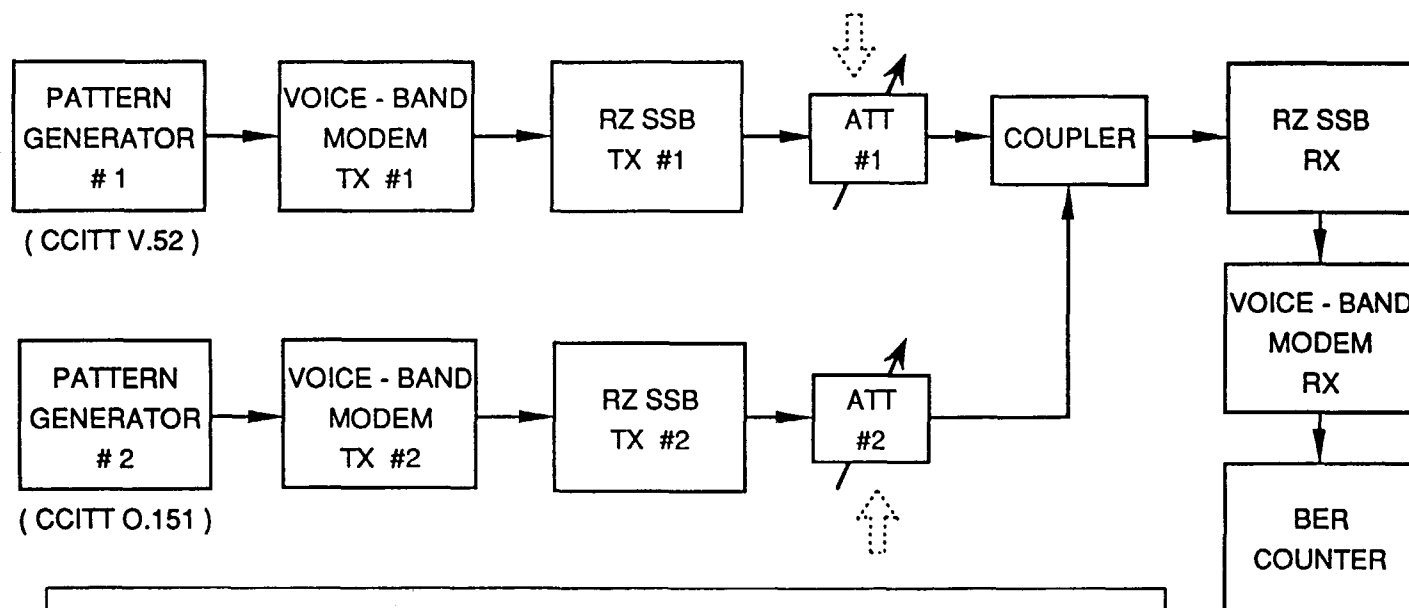 PATTERN
GENERATOR
# 1
( CCITT V.52 )
VOICE - BAND
MODEM
TX #1
RZ SSB
TX #1
ATT
#1
COUPLER
RZ SSB
RX
VOICE - BAND
MODEM
RX
BER
COUNTER
PATTERN
GENERATOR
# 2
( CCITT O.151 )
VOICE - BAND
MODEM
TX #2
RZ SSB
TX #2
ATT
#2